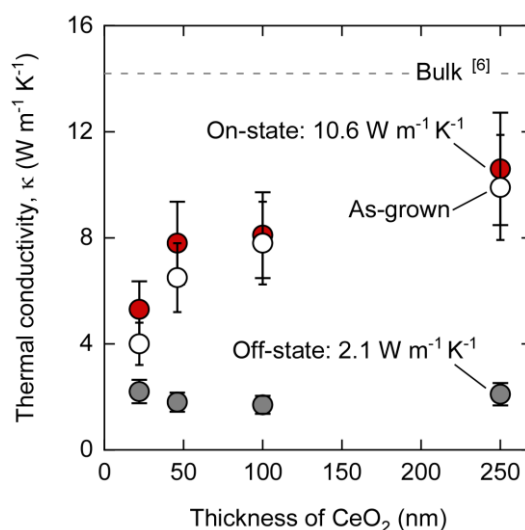 16
12
8
4
0
Thermal conductivity, κ (W m⁻¹ K⁻¹)
Bulk [6]
On-state: 10.6 W m⁻¹ K⁻¹
As-grown
Off-state: 2.1 W m⁻¹ K⁻¹
0 50 100 150 200 250
Thickness of CeO₂ (nm)